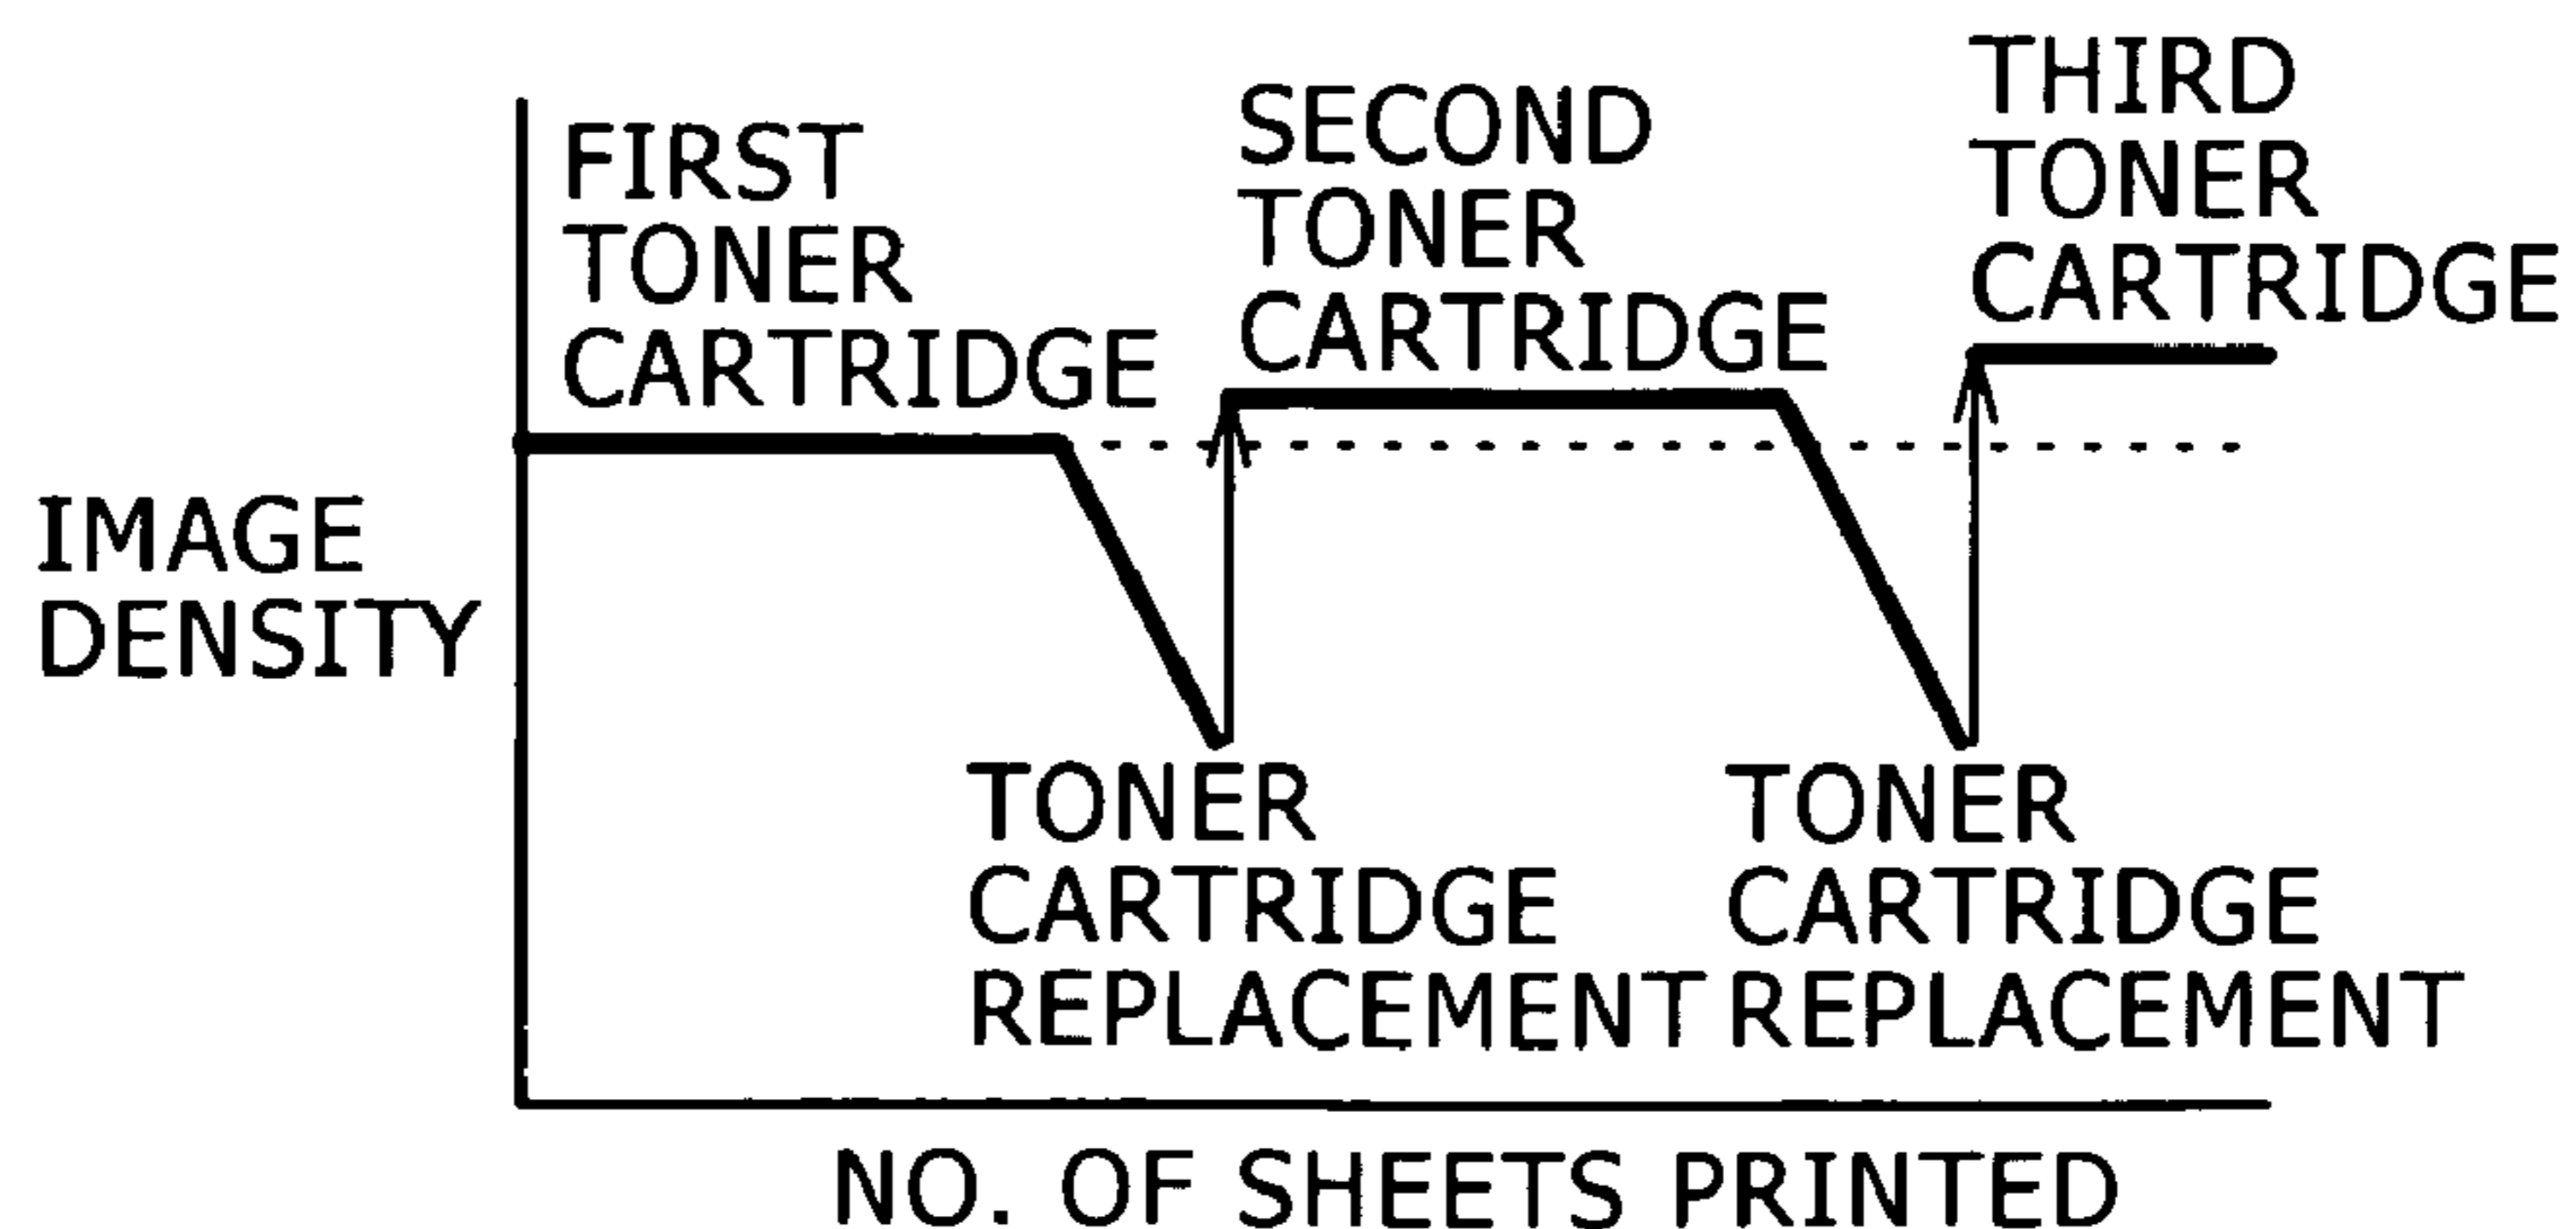 FIRST
TONER
CARTRIDGE
SECOND
TONER
CARTRIDGE
THIRD
TONER
CARTRIDGE
IMAGE
DENSITY
TONER
CARTRIDGE
REPLACEMENT
TONER
CARTRIDGE
REPLACEMENT
NO. OF SHEETS PRINTED